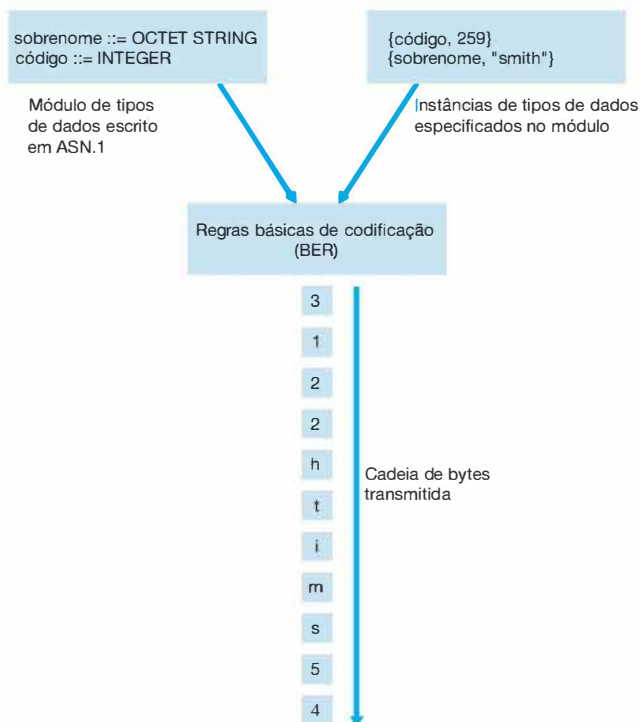 sobrenome ::= OCTET STRING
código ::= INTEGER
{código, 259}
{sobrenome, "smith"}
Módulo de tipos
de dados escrito
em ASN.1
Instâncias de tipos de dados
especificados no módulo
Regras básicas de codificação
(BER)
3
1
2
2
h
t
i
m
s
5
4
Cadeia de bytes
transmitida